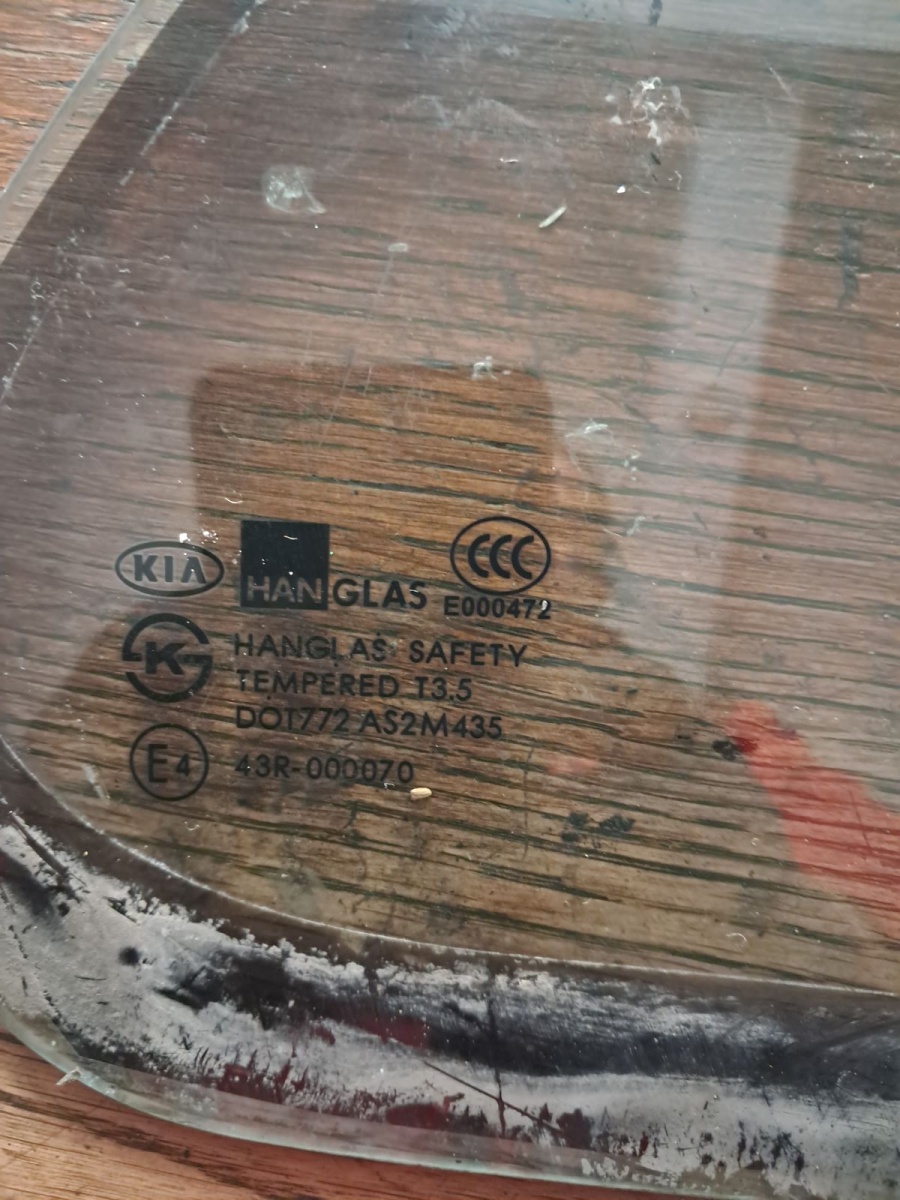 KIA
HANGLAS
CCC
E000472
K
HANGLAS SAFETY
TEMPERED T3.5
DOT772 AS2M435
E4
43R-000070